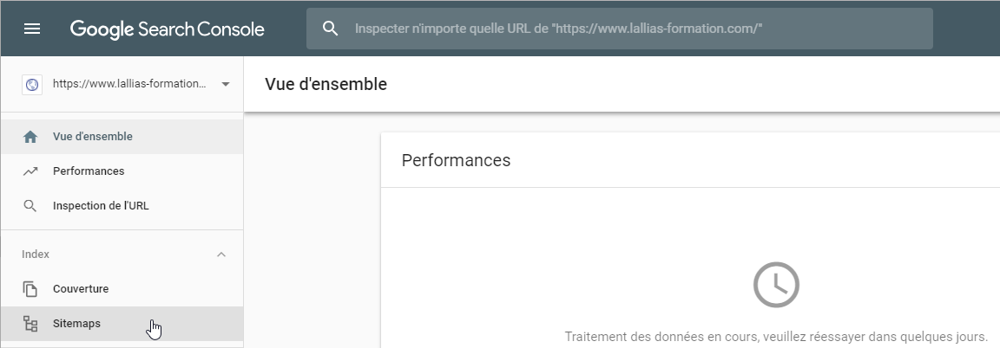 Google Search Console
Inspecter n'importe quelle URL de "https://www.lallias-formation.com/"
https://www.lallias-formation...
Vue d'ensemble
Vue d'ensemble
Performances
Inspection de l'URL
Index
Couverture
Sitemaps
Performances
Traitement des données en cours, veuillez réessayer dans quelques jours.